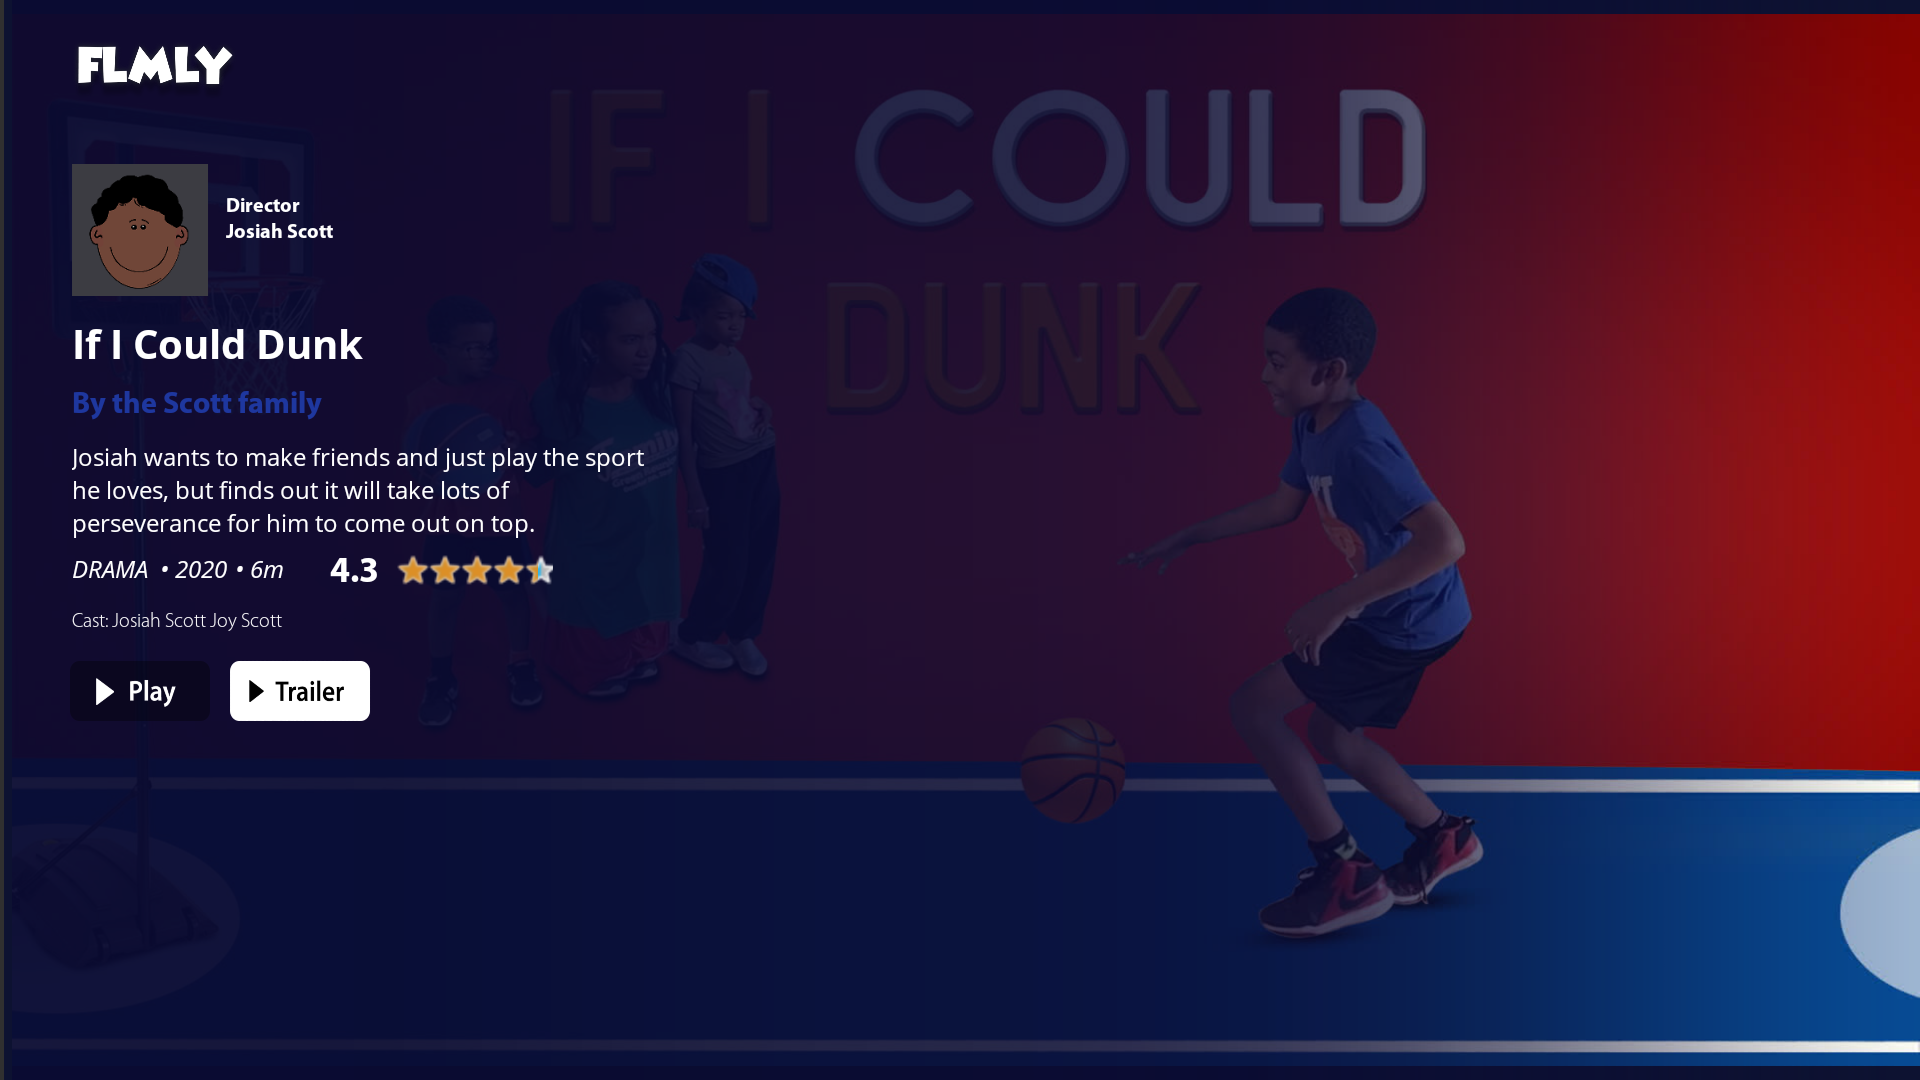 FLMLY
IF I COULD
DUNK
Director
Josiah Scott
If I Could Dunk
By the Scott family
Josiah wants to make friends and just play the sport
he loves, but finds out it will take lots of
perseverance for him to come out on top.
DRAMA • 2020 • 6m
4.3
Cast: Josiah Scott Joy Scott
Play
Trailer